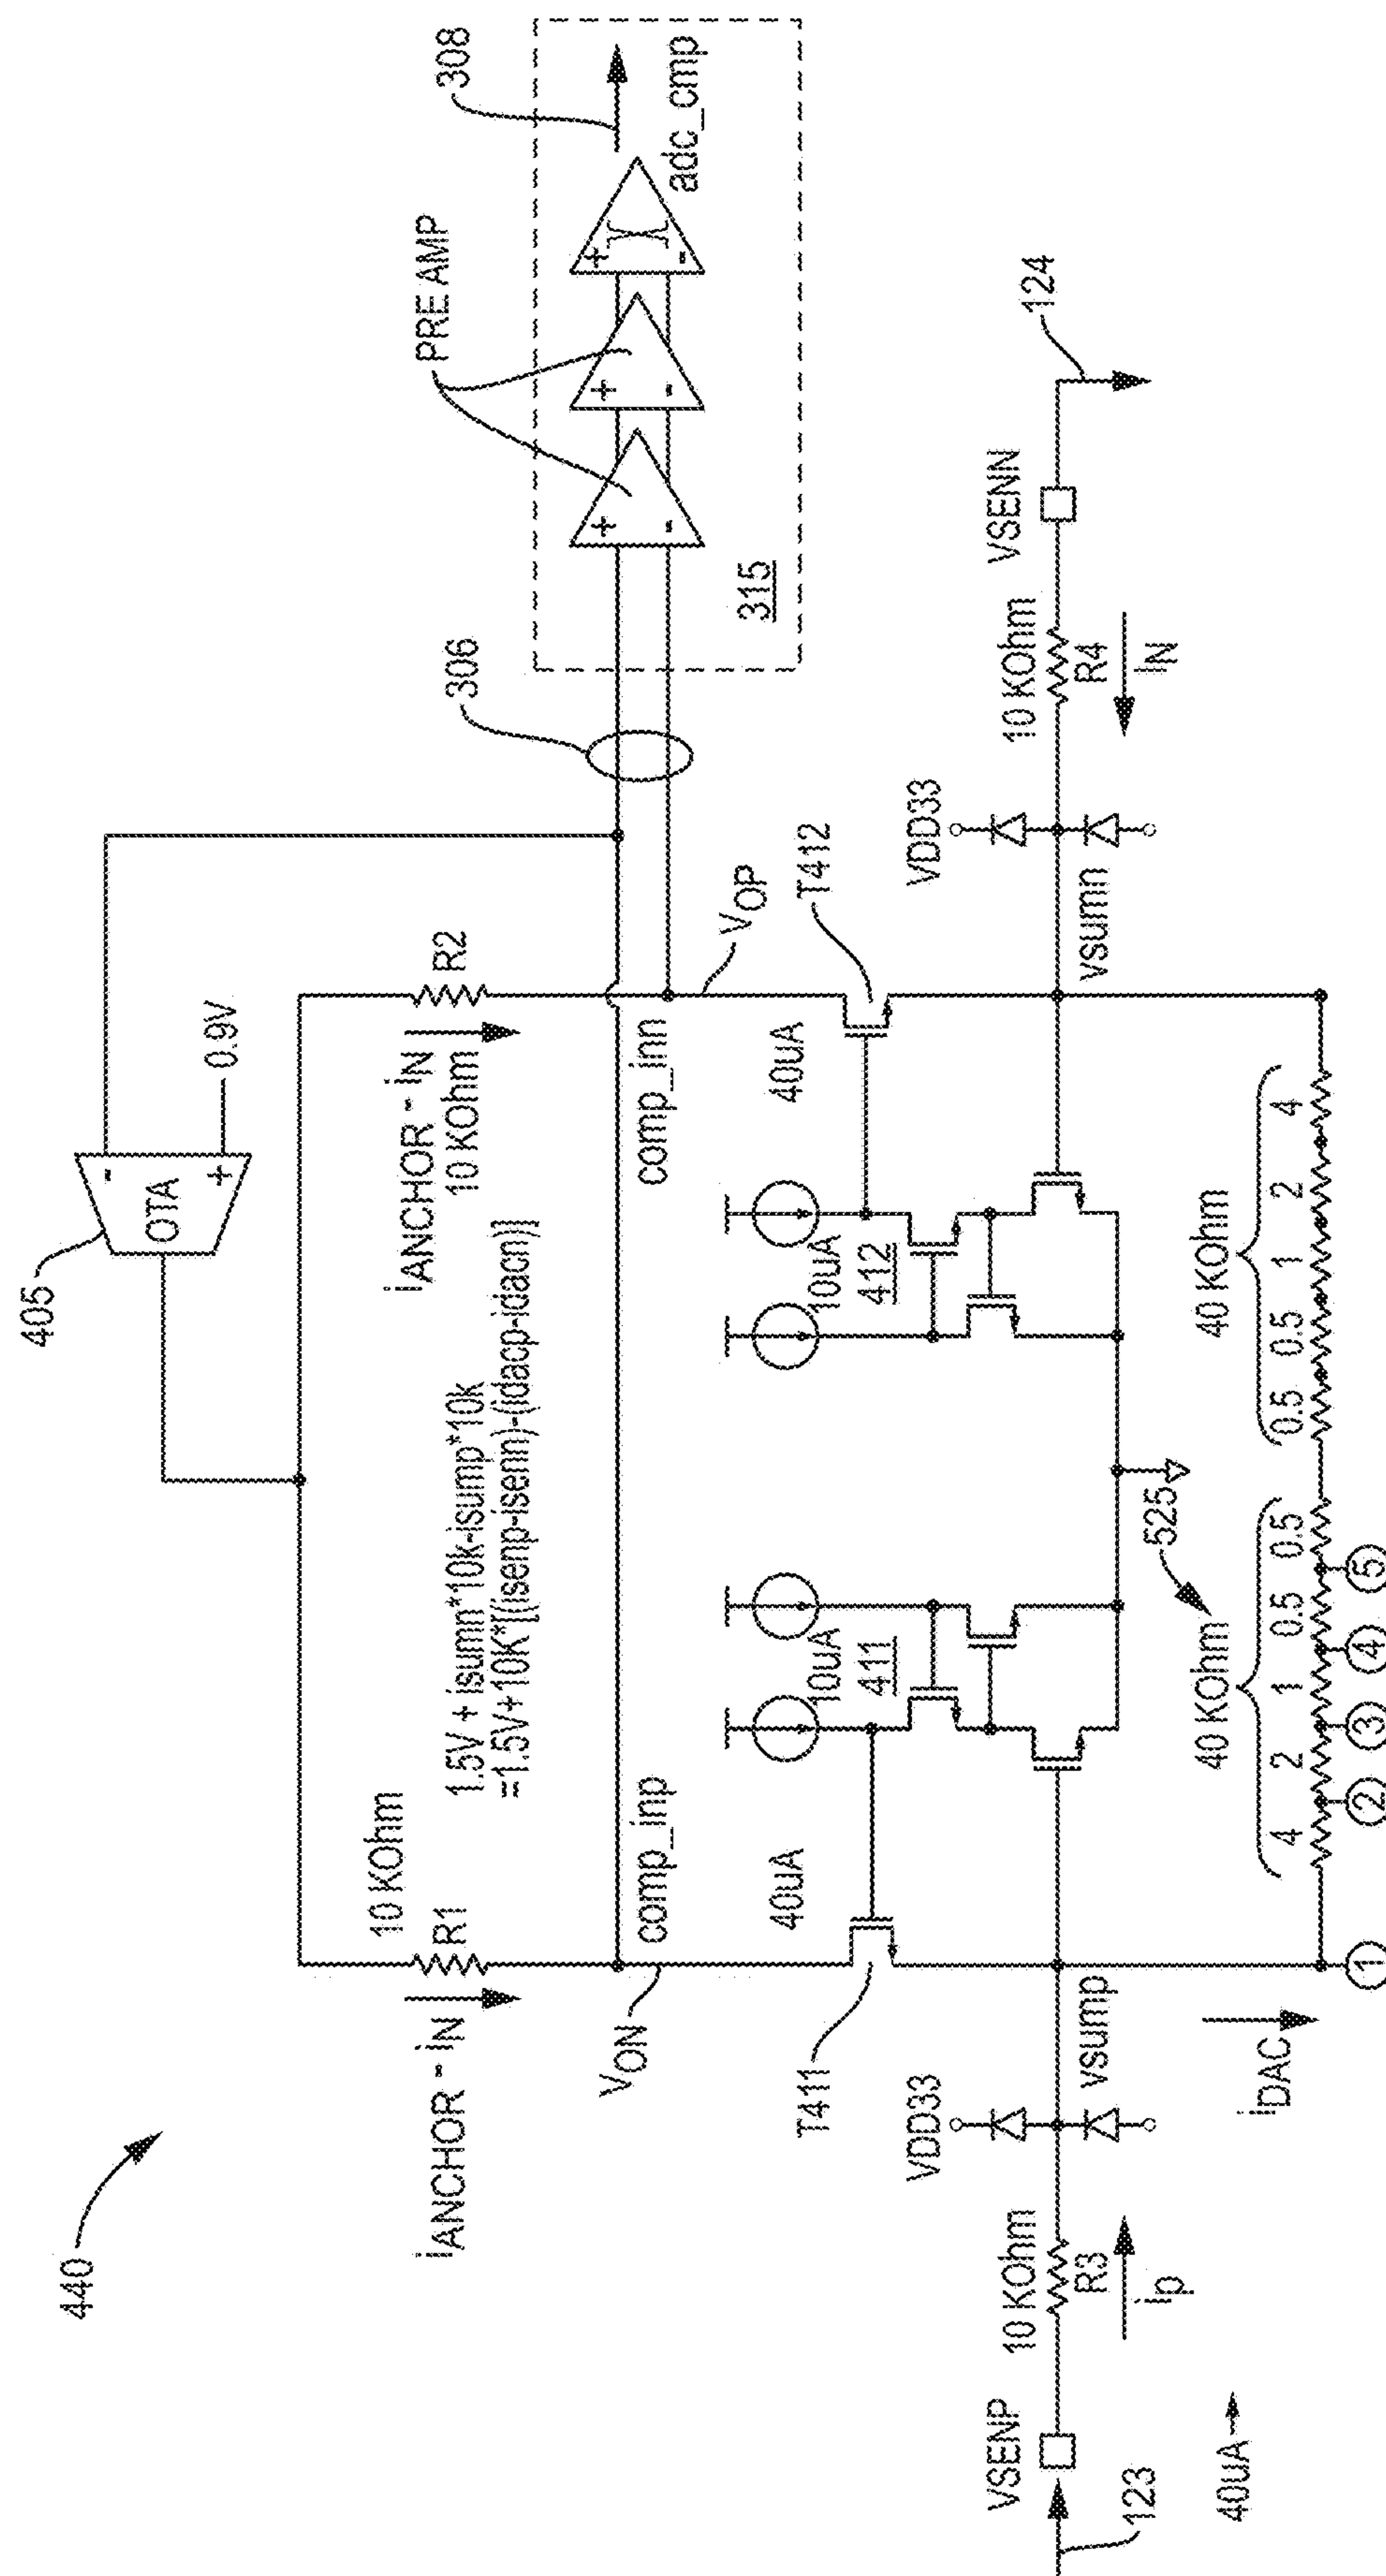 440
405
OTA
-
+
0.9V
308
PRE AMP
+
-
+
-
+
-
adc_cmp
315
306
10 KOhm
R1
iANCHOR - iN
R2
iANCHOR - iN
10 KOhm
1.5V + isumn*10k-isump*10k
=1.5V+10K*[(isenp-isenn)-(idacp-idacn)]
VON
comp_inp
comp_inn
VOP
T411
40uA
10uA
411
10uA
412
40uA
T412
VSENP
123
10 KOhm
R3
ip
40uA
VDD33
vsump
iDAC
VDD33
vsumn
10 KOhm
R4
iN
VSENN
124
525
40 KOhm
4 2 1 0.5 0.5
40 KOhm
0.5 0.5 1 2 4
1 2 3 4 5